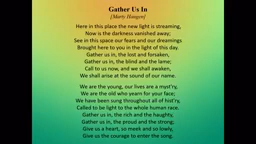 Gather Us In
[Marty Haugen]
Here in this place the new light is streaming,
Now is the darkness vanished away;
See in this space our fears and our dreamings
Brought here to you in the light of this day.
Gather us in, the lost and forsaken,
Gather us in, the blind and the lame;
Call to us now, and we shall awaken,
We shall arise at the sound of our name.
We are the young, our lives are a myst'ry,
We are the old who yearn for your face;
We have been sung throughout all of hist'ry,
Called to be light to the whole human race.
Gather us in, the rich and the haughty,
Gather us in, the proud and the strong;
Give us a heart, so meek and so lowly,
Give us the courage to enter the song.